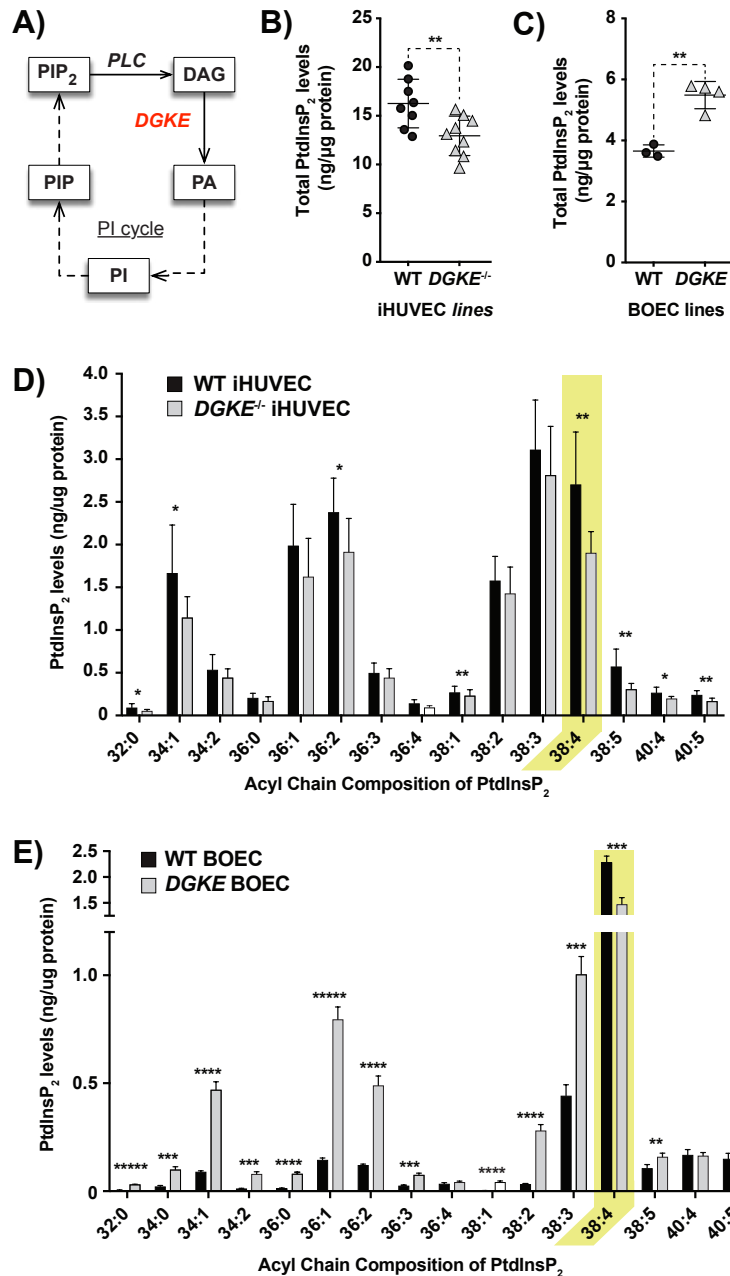 A)
PIP2
PLC
DAG
DGKE
PIP
PA
PI cycle
PI
B)
**
Total PtdInsP2 levels
(ng/µg protein)
25
20
15
10
5
0
WT DGKE-/-
iHUVEC lines
C)
**
Total PtdInsP2 levels
(ng/µg protein)
8
6
4
2
0
WT DGKE
BOEC lines
D)
WT iHUVEC
DGKE-/- iHUVEC
PtdInsP2 levels (ng/ug protein)
4.0
3.5
3.0
2.5
2.0
1.5
1.0
0.5
0
* * * ** ** ** * **
32:0 34:1 34:2 36:0 36:1 36:2 36:3 36:4 38:1 38:2 38:3 38:4 38:5 40:4 40:5
Acyl Chain Composition of PtdInsP2
E)
WT BOEC
DGKE BOEC
PtdInsP2 levels (ng/ug protein)
2.5
2.0
1.5
1.0
0.5
0
***** *** **** *** **** ***** **** *** **** **** *** *** **
32:0 34:0 34:1 34:2 36:0 36:1 36:2 36:3 36:4 38:1 38:2 38:3 38:4 38:5 40:4 40:5
Acyl Chain Composition of PtdInsP2